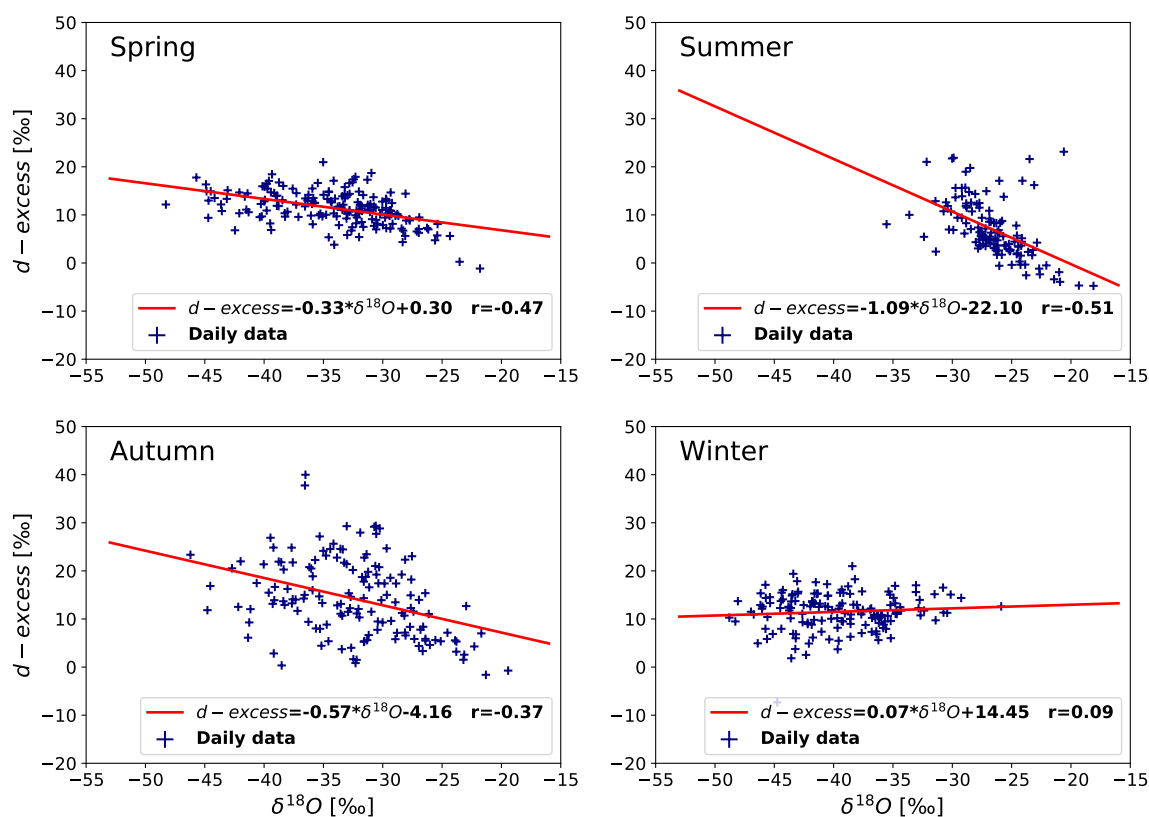 Spring
50
40
30
20
10
0
−10
−20
d − excess [‰]
−55 −50 −45 −40 −35 −30 −25 −20 −15
d − excess=-0.33*δ¹⁸O+0.30 r=-0.47
Daily data
Summer
50
40
30
20
10
0
−10
−20
−55 −50 −45 −40 −35 −30 −25 −20 −15
d − excess=-1.09*δ¹⁸O-22.10 r=-0.51
Daily data
Autumn
50
40
30
20
10
0
−10
−20
d − excess [‰]
−55 −50 −45 −40 −35 −30 −25 −20 −15
δ¹⁸O [‰]
d − excess=-0.57*δ¹⁸O-4.16 r=-0.37
Daily data
Winter
50
40
30
20
10
0
−10
−20
−55 −50 −45 −40 −35 −30 −25 −20 −15
δ¹⁸O [‰]
d − excess=0.07*δ¹⁸O+14.45 r=0.09
Daily data